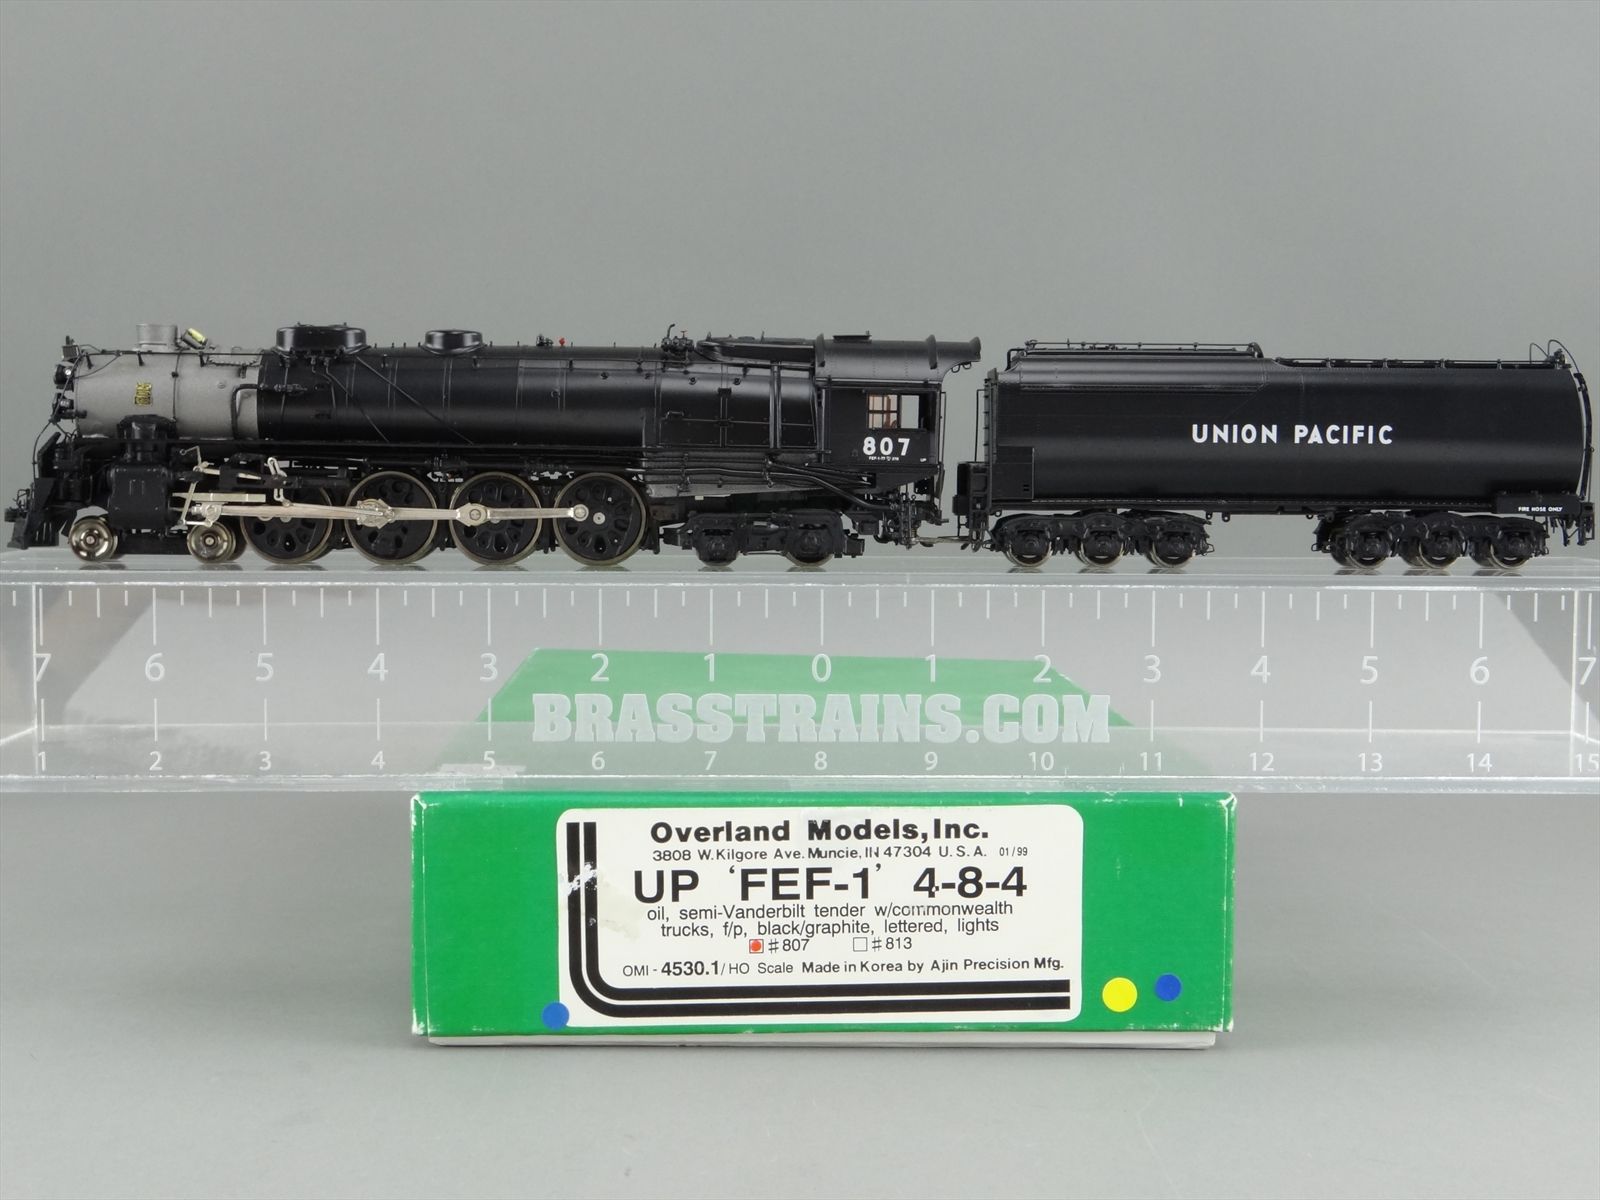 807
UP
UNION PACIFIC
FIRE HOSE ONLY
7 6 5 4 3 2 1 0 1 2 3 4 5 6 7
BRASSTRAINS.COM
1 2 3 4 5 6 7 8 9 10 11 12 13 14 15
Overland Models, Inc.
3808 W. Kilgore Ave. Muncie, IN 47304 U.S.A. 01/99
UP 'FEF-1' 4-8-4
oil, semi-Vanderbilt tender w/commonwealth
trucks, f/p, black/graphite, lettered, lights
#807 #813
OMI - 4530.1 / HO Scale Made in Korea by Ajin Precision Mfg.